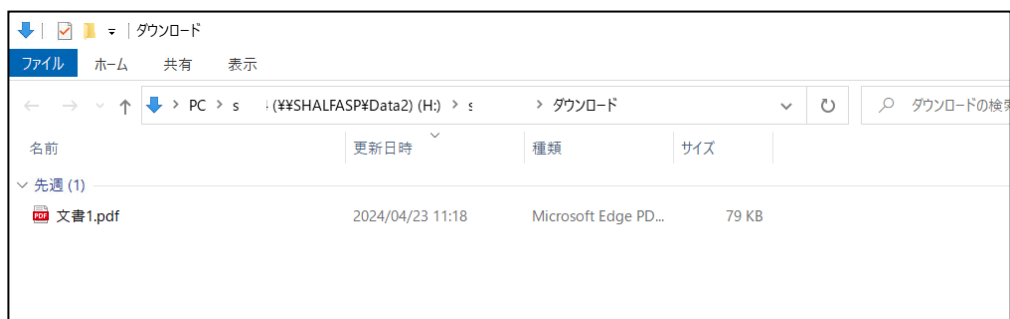 ダウンロード
ファイル ホーム 共有 表示
PC > s (¥¥SHALFASP¥Data2) (H:) > s > ダウンロード ダウンロードの検索
名前 更新日時 種類 サイズ
先週 (1)
PDF 文書1.pdf 2024/04/23 11:18 Microsoft Edge PD... 79 KB